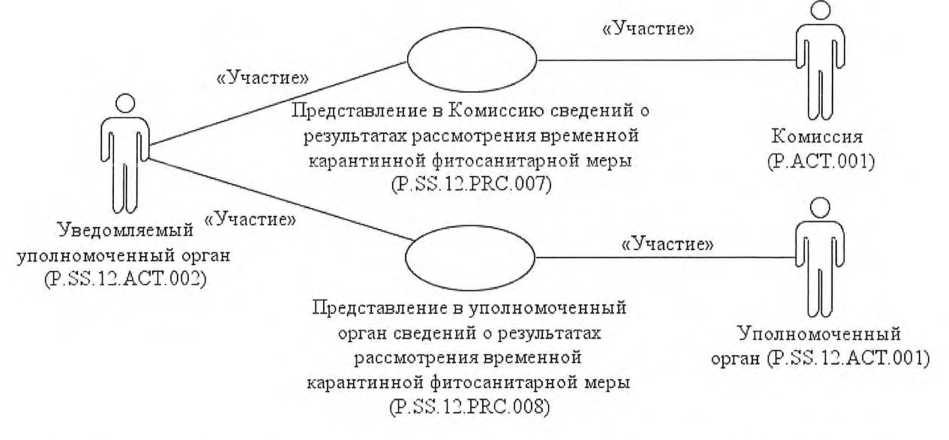 «Участие»
«Участие»
Представление в Комиссию сведений о
результатах рассмотрения временной
карантинной фитосанитарной меры
(P.SS.12.PRC.007)
Комиссия
(P.ACT.001)
Уведомляемый
уполномоченный орган
(P.SS.12.ACT.002)
«Участие»
«Участие»
Представление в уполномоченный
орган сведений о результатах
рассмотрения временной
карантинной фитосанитарной меры
(P.SS.12.PRC.008)
Уполномоченный
орган (P.SS.12.ACT.001)